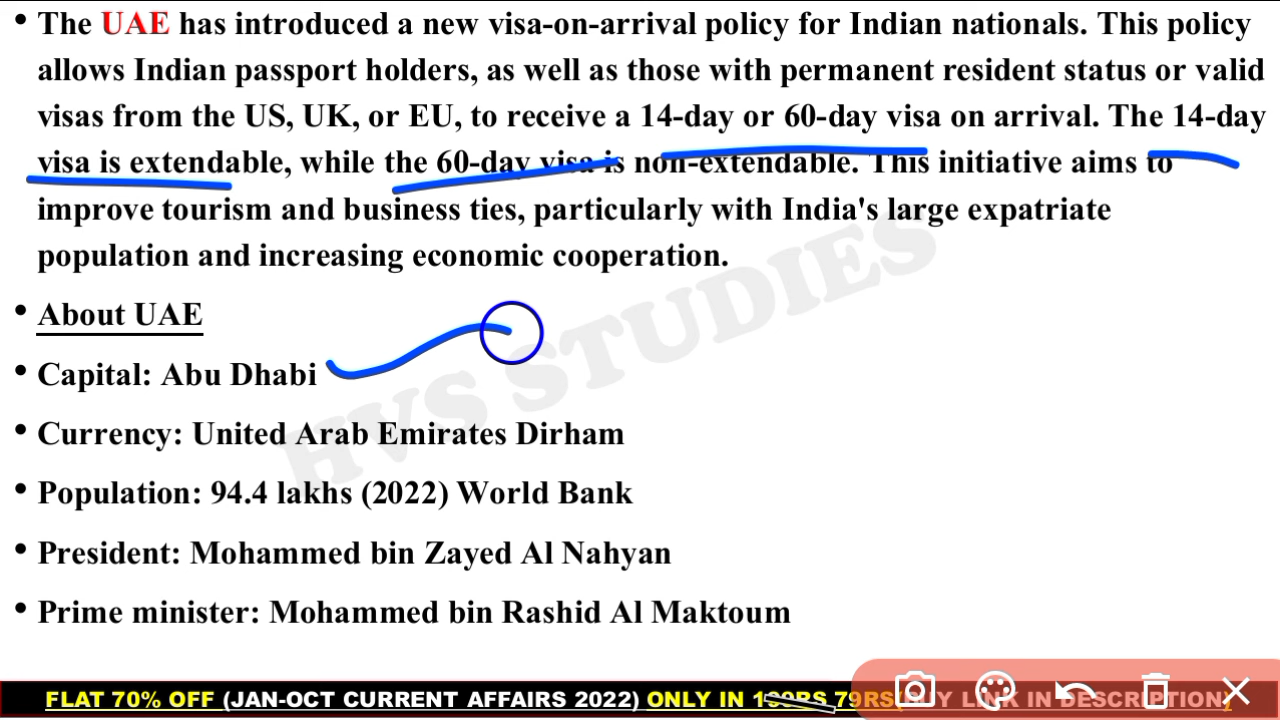 • The UAE has introduced a new visa-on-arrival policy for Indian nationals. This policy
allows Indian passport holders, as well as those with permanent resident status or valid
visas from the US, UK, or EU, to receive a 14-day or 60-day visa on arrival. The 14-day
visa is extendable, while the 60-day visa is non-extendable. This initiative aims to
improve tourism and business ties, particularly with India's large expatriate
population and increasing economic cooperation.
• About UAE
• Capital: Abu Dhabi
• Currency: United Arab Emirates Dirham
• Population: 94.4 lakhs (2022) World Bank
• President: Mohammed bin Zayed Al Nahyan
• Prime minister: Mohammed bin Rashid Al Maktoum
HVS STUDIES
FLAT 70% OFF (JAN-OCT CURRENT AFFAIRS 2022) ONLY IN 79RS LINK IN DESCRIPTION)